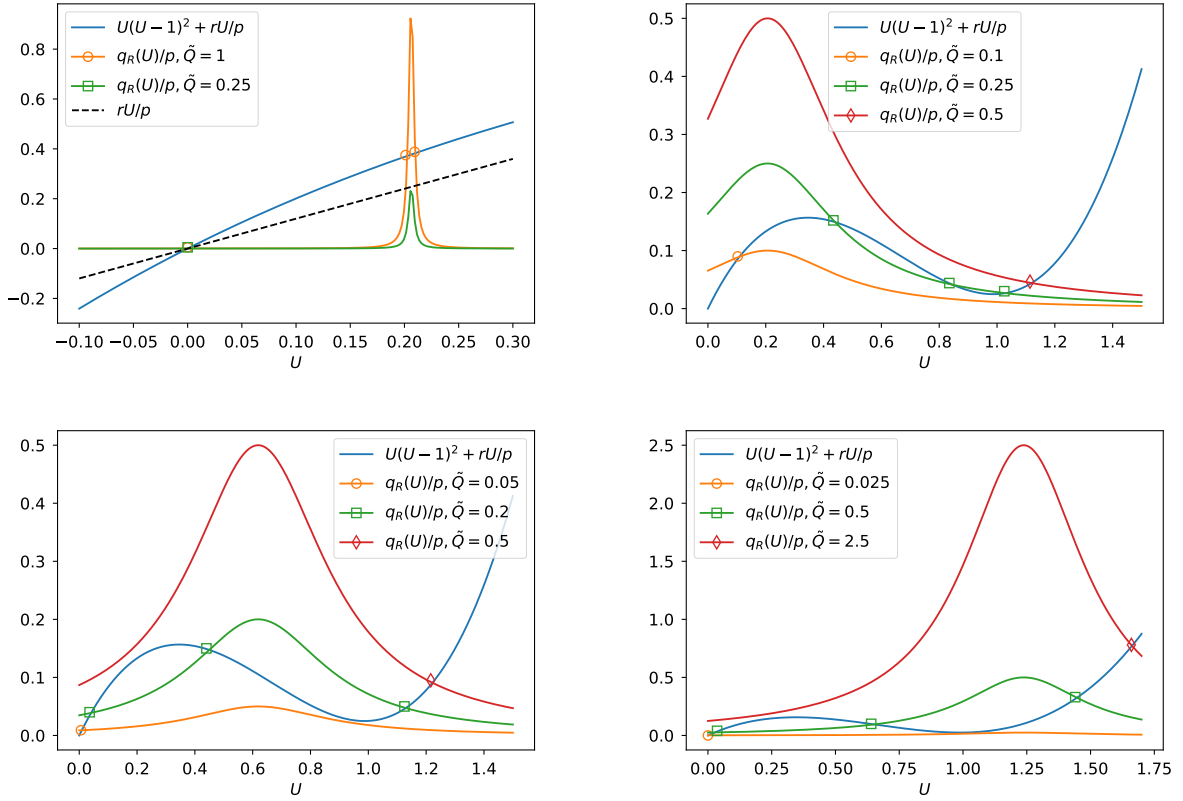 U(U − 1)² + rU/p
q_R(U)/p, Q̃ = 1
q_R(U)/p, Q̃ = 0.25
rU/p
0.8
0.6
0.4
0.2
0.0
−0.2
−0.10 −0.05 0.00 0.05 0.10 0.15 0.20 0.25 0.30
U
U(U − 1)² + rU/p
q_R(U)/p, Q̃ = 0.1
q_R(U)/p, Q̃ = 0.25
q_R(U)/p, Q̃ = 0.5
0.5
0.4
0.3
0.2
0.1
0.0
0.0 0.2 0.4 0.6 0.8 1.0 1.2 1.4
U
U(U − 1)² + rU/p
q_R(U)/p, Q̃ = 0.05
q_R(U)/p, Q̃ = 0.2
q_R(U)/p, Q̃ = 0.5
0.5
0.4
0.3
0.2
0.1
0.0
0.0 0.2 0.4 0.6 0.8 1.0 1.2 1.4
U
U(U − 1)² + rU/p
q_R(U)/p, Q̃ = 0.025
q_R(U)/p, Q̃ = 0.5
q_R(U)/p, Q̃ = 2.5
2.5
2.0
1.5
1.0
0.5
0.0
0.00 0.25 0.50 0.75 1.00 1.25 1.50 1.75
U